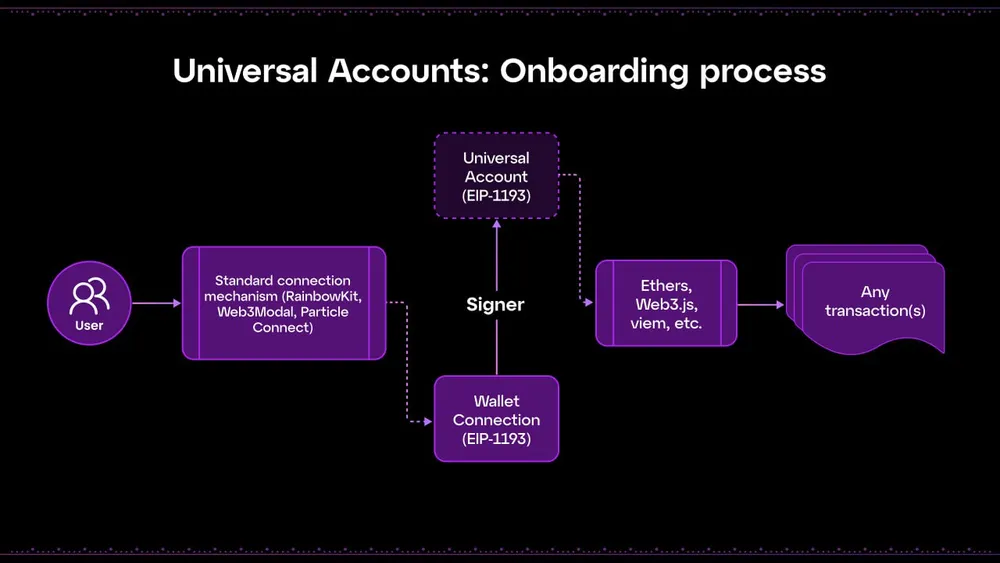 Universal Accounts: Onboarding process
User
Standard connection
mechanism (RainbowKit,
Web3Modal, Particle
Connect)
Universal
Account
(EIP-1193)
Signer
Wallet
Connection
(EIP-1193)
Ethers,
Web3.js,
viem, etc.
Any
transaction(s)